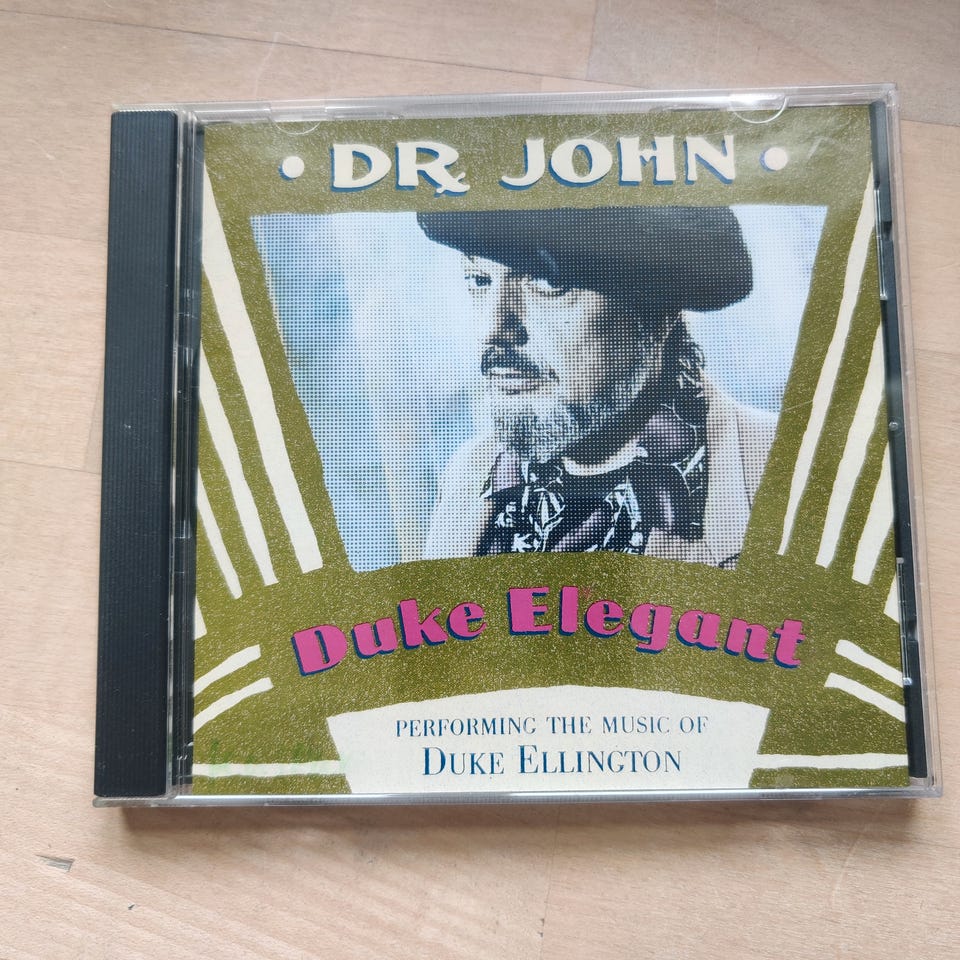 • DR. JOHN •
Duke Elegant
PERFORMING THE MUSIC OF
DUKE ELLINGTON